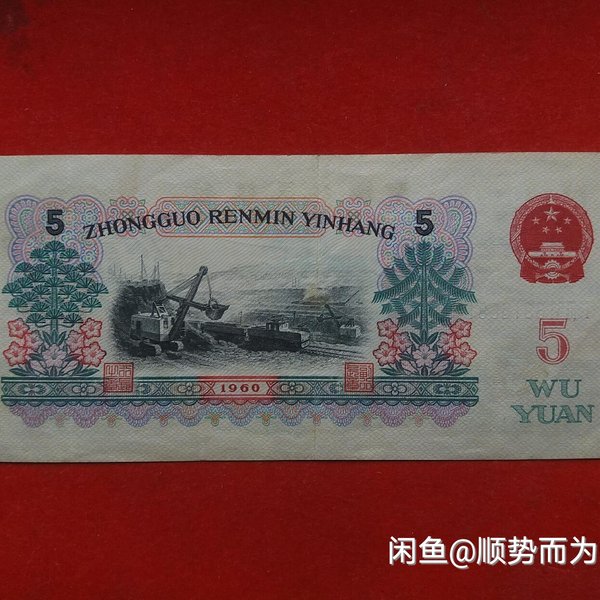 5 ZHONGGUO RENMIN YINHANG 5
5
WU
YUAN
1960
闲鱼@顺势而为